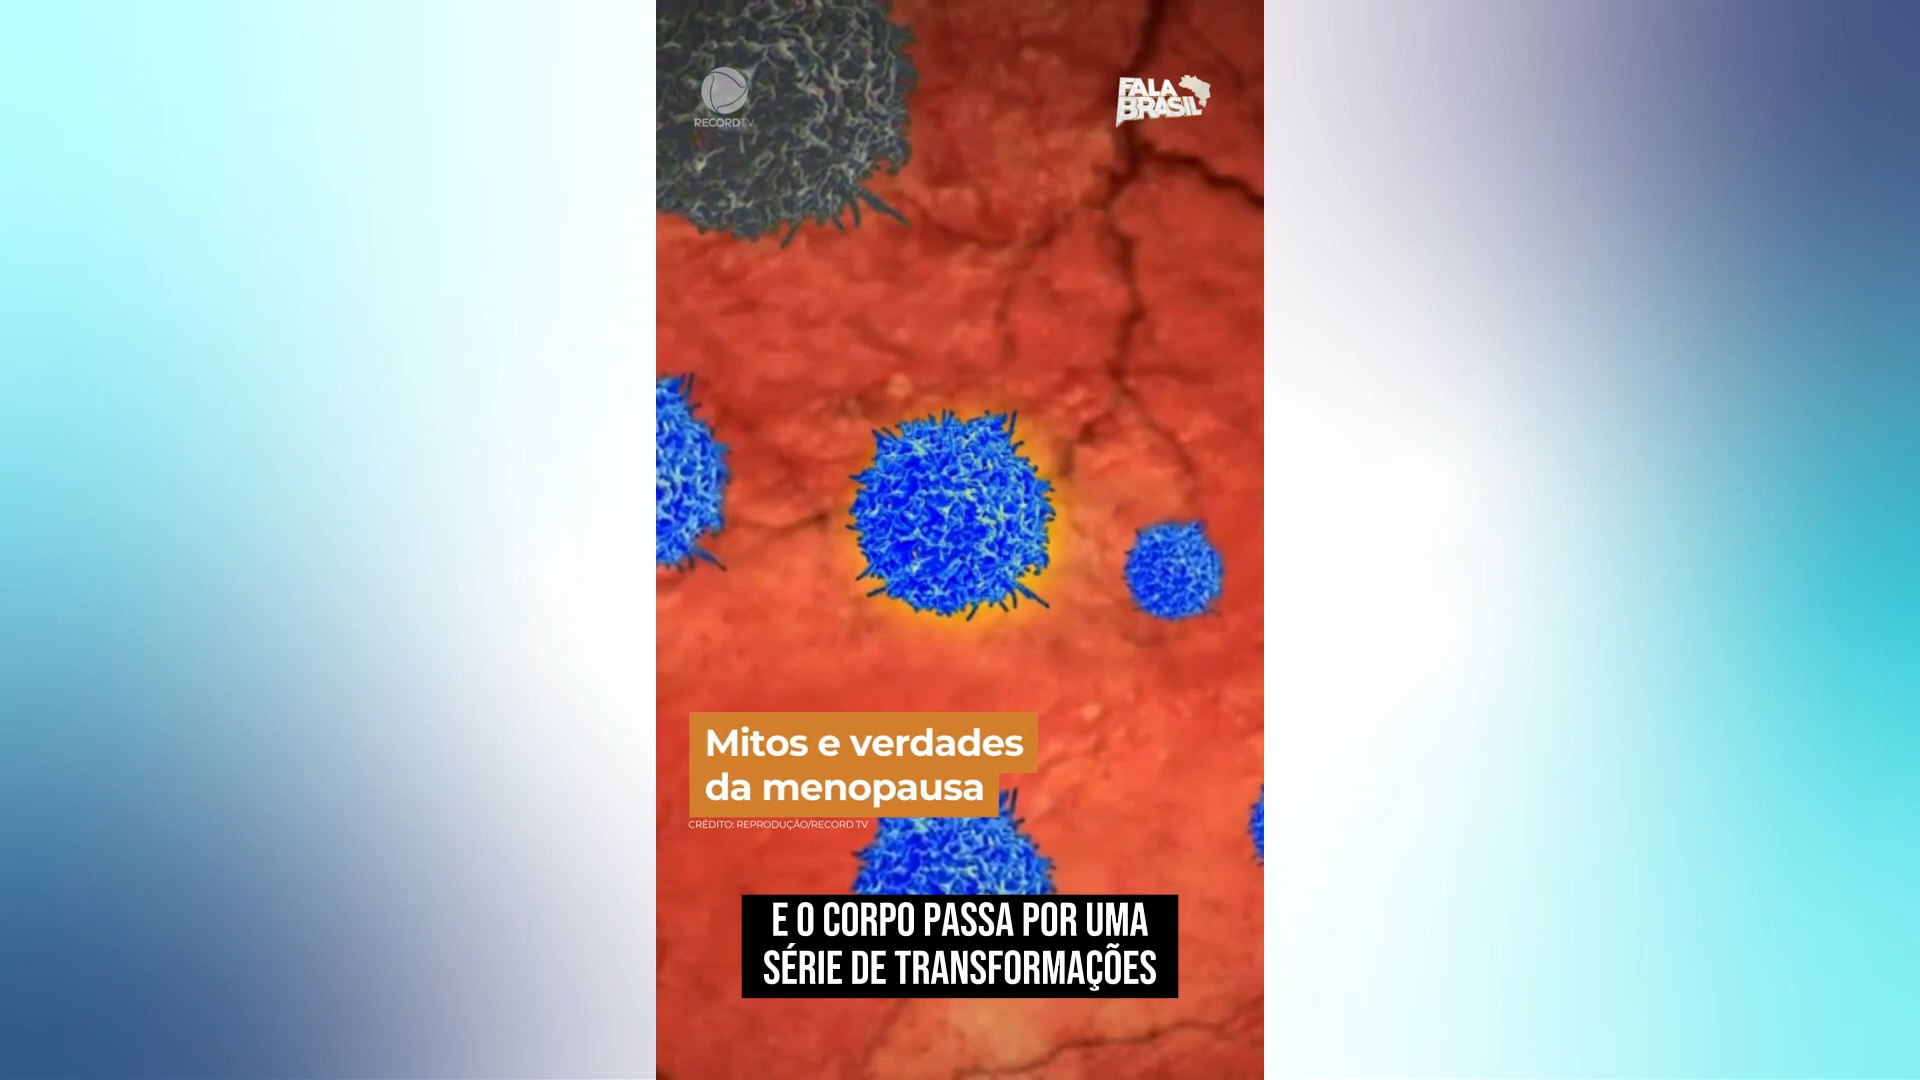 RECORDTV
FALA
BRASIL
Mitos e verdades
da menopausa
CRÉDITO: REPRODUÇÃO/RECORD TV
E O CORPO PASSA POR UMA
SÉRIE DE TRANSFORMAÇÕES